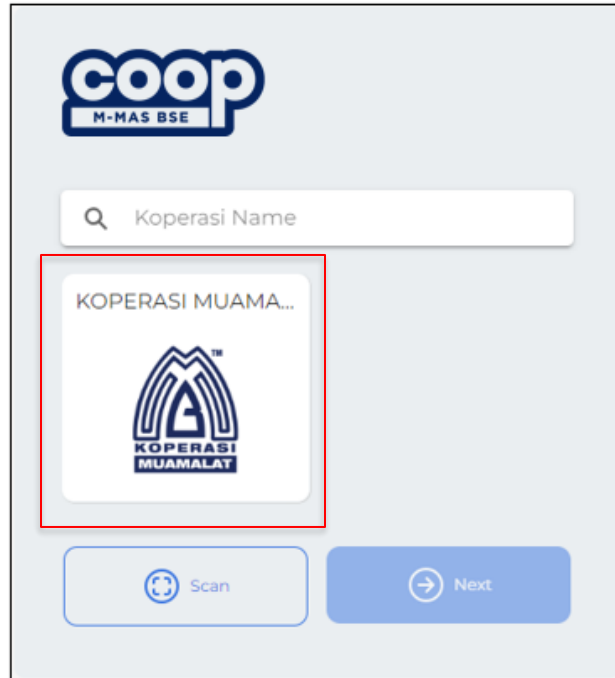 coop
M-MAS BSE
Koperasi Name
KOPERASI MUAMA...
TM
KOPERASI
MUAMALAT
Scan
Next